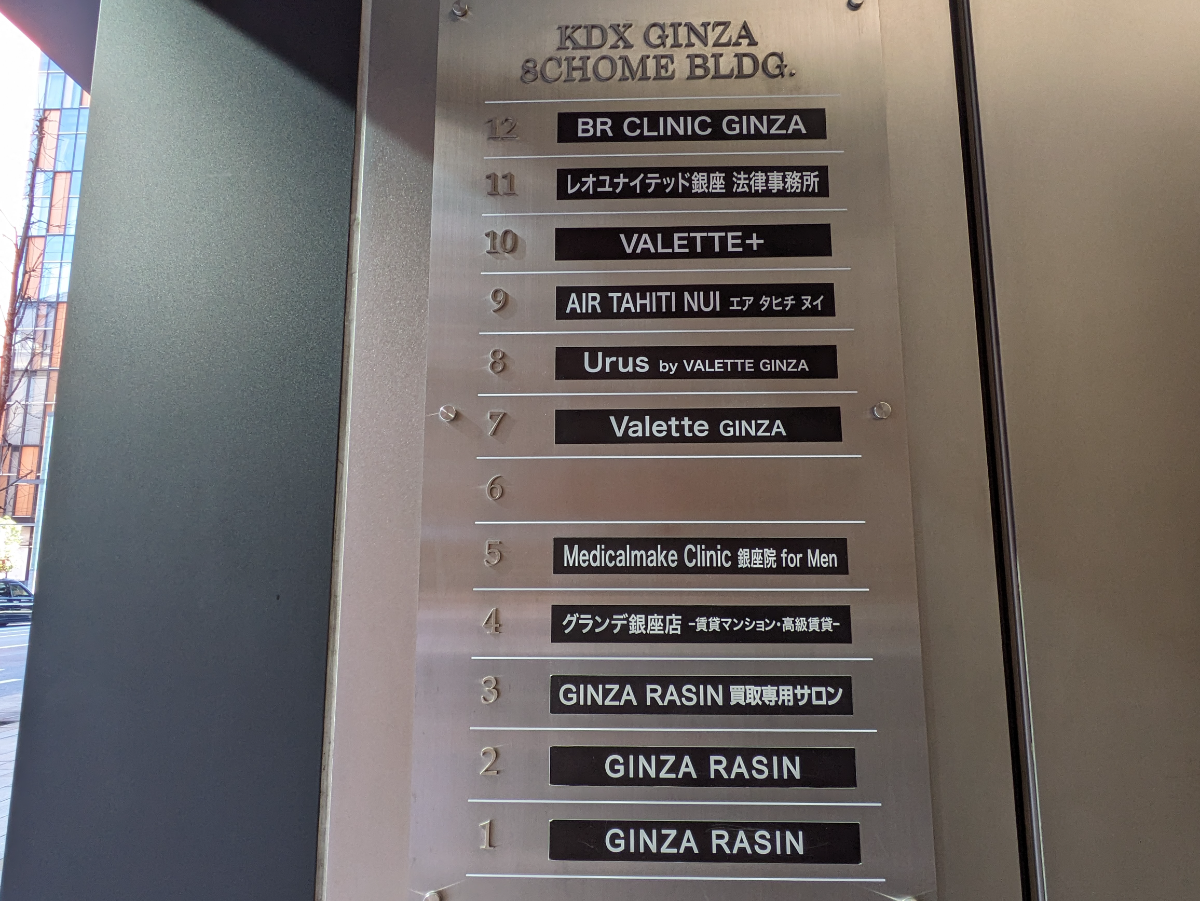 KDX GINZA
8CHOME BLDG.
12 BR CLINIC GINZA
11 レオユナイテッド銀座 法律事務所
10 VALETTE+
9 AIR TAHITI NUI エア タヒチ ヌイ
8 Urus by VALETTE GINZA
7 Valette GINZA
6
5 Medicalmake Clinic 銀座院 for Men
4 グランデ銀座店 -賃貸マンション・高級賃貸-
3 GINZA RASIN 買取専用サロン
2 GINZA RASIN
1 GINZA RASIN